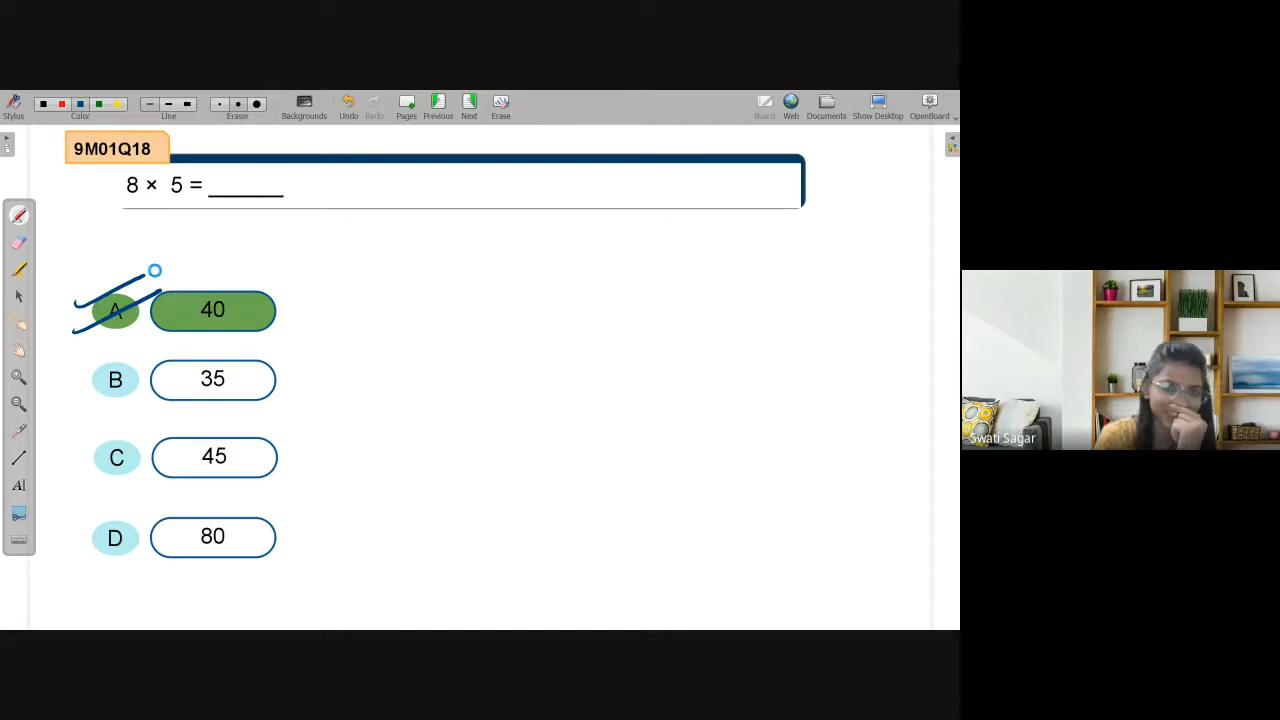 Stylus Color Line Eraser Backgrounds Undo Redo Pages Previous Next Erase Board Web Documents Show Desktop OpenBoard
9M01Q18
8 × 5 = ______
A 40
B 35
C 45
D 80
AI
Swati Sagar